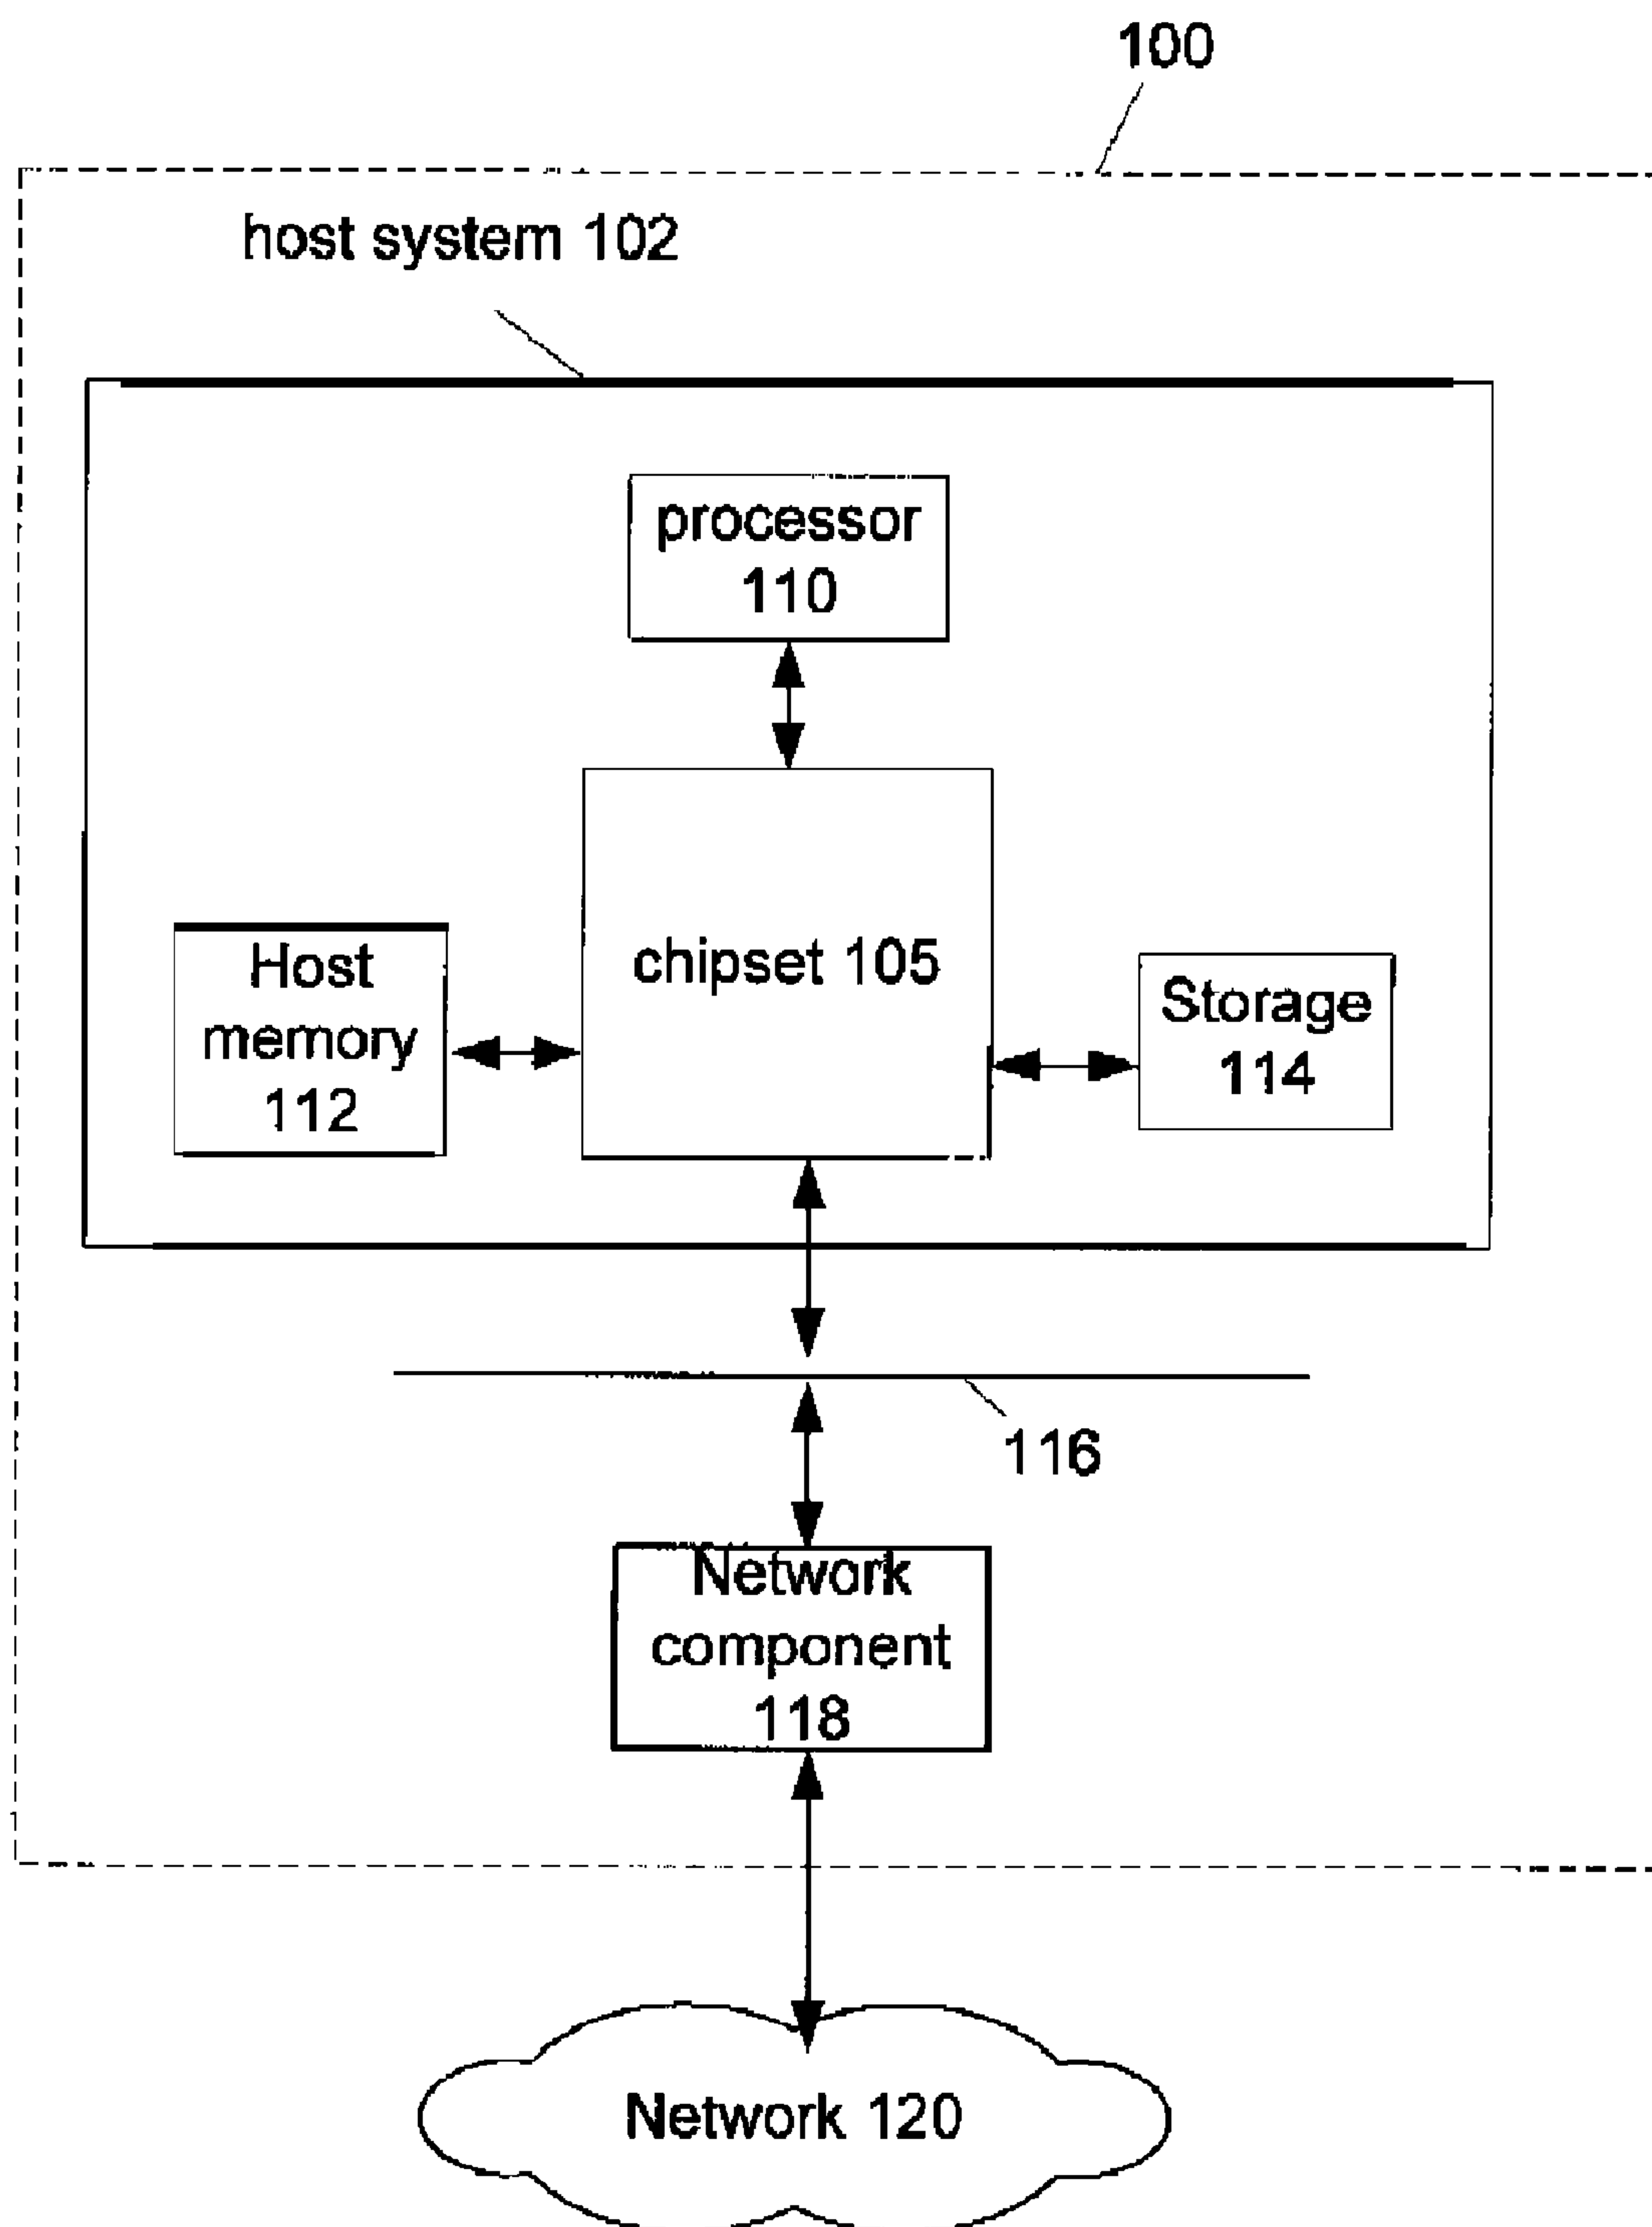 100
host system 102
processor
110
chipset 105
Host
memory
112
Storage
114
116
Network
component
118
Network 120